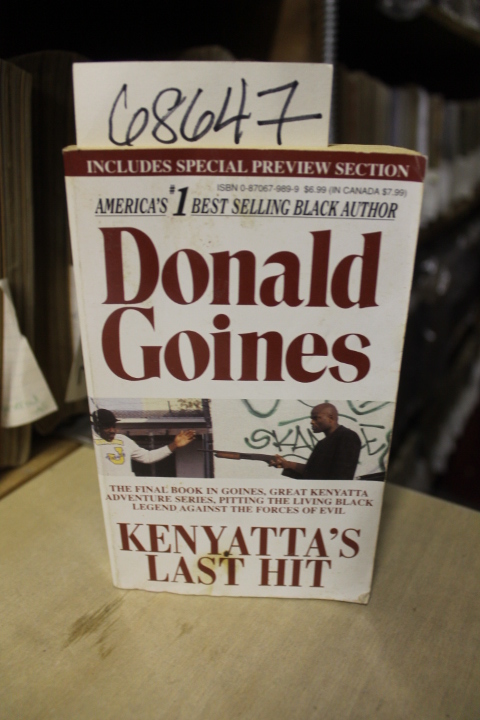 68647
INCLUDES SPECIAL PREVIEW SECTION
ISBN 0-87067-989-9 $6.99 (IN CANADA $7.99)
AMERICA'S #1 BEST SELLING BLACK AUTHOR
Donald
Goines
SKAM
THE FINAL BOOK IN GOINES, GREAT KENYATTA
ADVENTURE SERIES, PITTING THE LIVING BLACK
LEGEND AGAINST THE FORCES OF EVIL
KENYATTA'S
LAST HIT